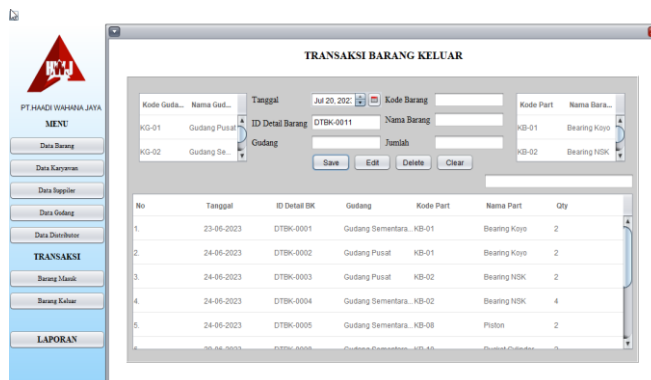 HWJ
PT.HAADI WAHANA JAYA
MENU
Data Barang
Data Karyawan
Data Supplier
Data Gudang
Data Distributor
TRANSAKSI
Barang Masuk
Barang Keluar
LAPORAN
TRANSAKSI BARANG KELUAR
Kode Guda... Nama Gud...
KG-01 Gudang Pusat
KG-02 Gudang Se...
Tanggal Jul 20, 202: Kode Barang
ID Detail Barang DTBK-0011 Nama Barang
Gudang Jumlah
Save Edit Delete Clear
Kode Part Nama Bara...
KB-01 Bearing Koyo
KB-02 Bearing NSK
No Tanggal ID Detail BK Gudang Kode Part Nama Part Qty
1. 23-06-2023 DTBK-0001 Gudang Sementara... KB-01 Bearing Koyo 2
2. 24-06-2023 DTBK-0002 Gudang Pusat KB-01 Bearing Koyo 2
3. 24-06-2023 DTBK-0003 Gudang Pusat KB-02 Bearing NSK 2
4. 24-06-2023 DTBK-0004 Gudang Sementara... KB-02 Bearing NSK 4
5. 24-06-2023 DTBK-0005 Gudang Sementara... KB-08 Piston 2